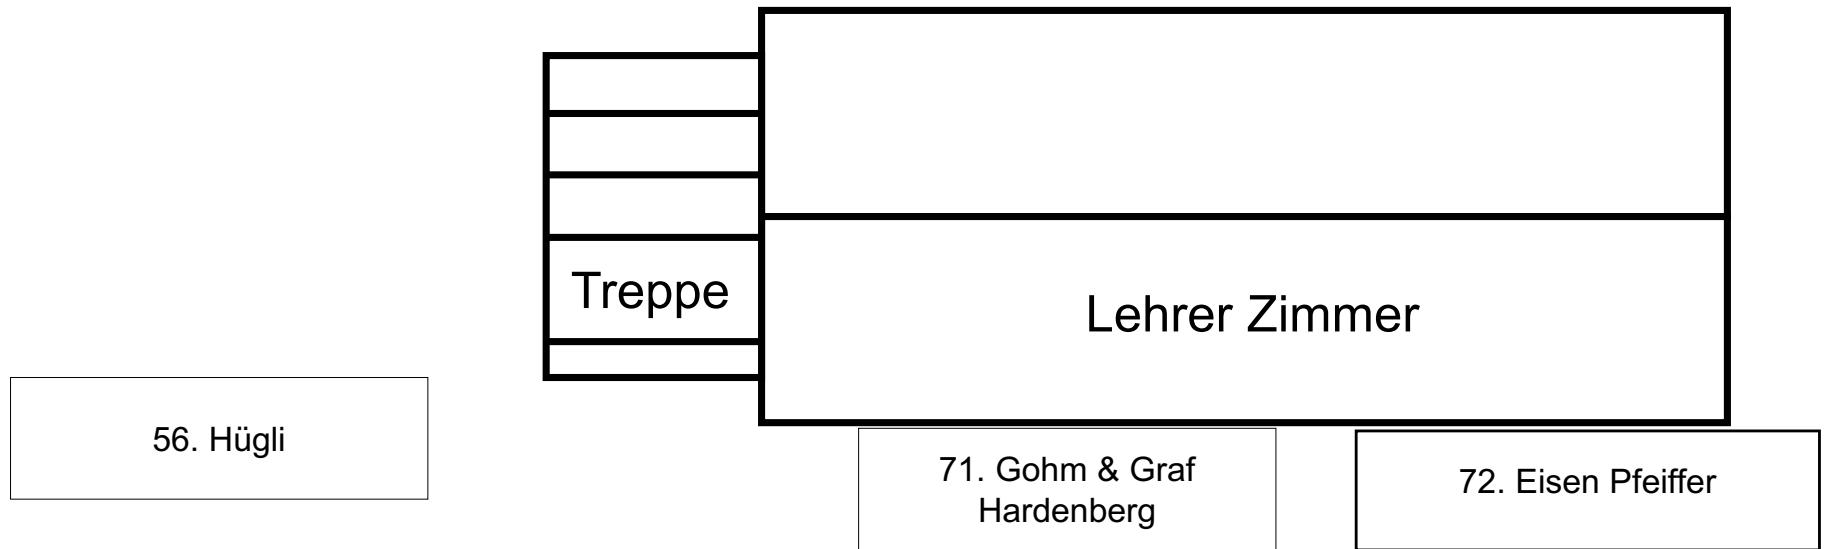 Treppe
Lehrer Zimmer
56. Hügli
71. Gohm & Graf
Hardenberg
72. Eisen Pfeiffer